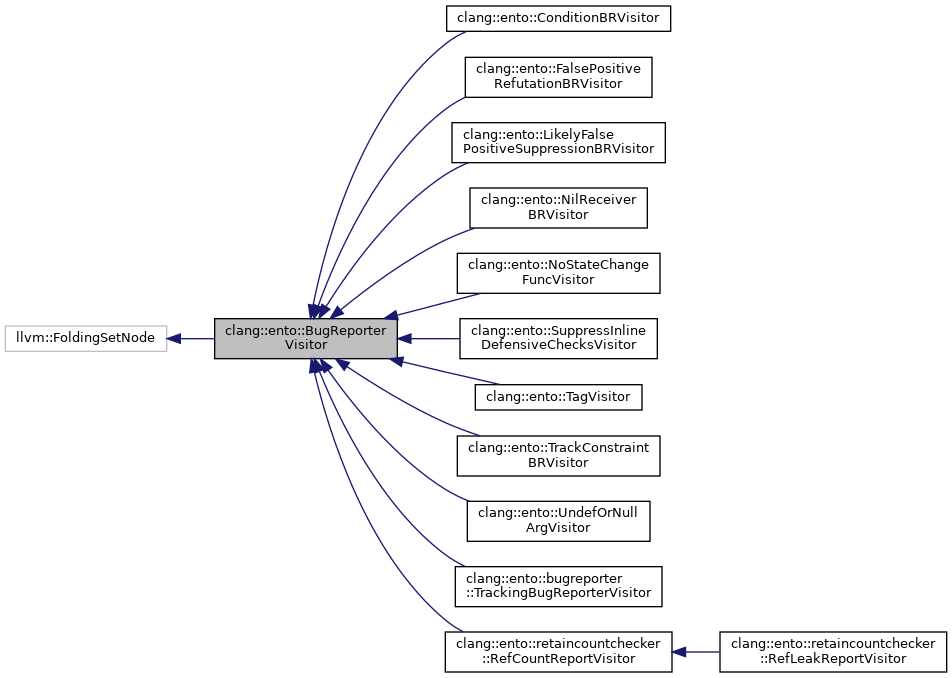 clang::ento::ConditionBRVisitor
clang::ento::FalsePositive
RefutationBRVisitor
clang::ento::LikelyFalse
PositiveSuppressionBRVisitor
clang::ento::NilReceiver
BRVisitor
clang::ento::NoStateChange
FuncVisitor
llvm::FoldingSetNode
clang::ento::BugReporter
Visitor
clang::ento::SuppressInline
DefensiveChecksVisitor
clang::ento::TagVisitor
clang::ento::TrackConstraint
BRVisitor
clang::ento::UndefOrNull
ArgVisitor
clang::ento::bugreporter
::TrackingBugReporterVisitor
clang::ento::retaincountchecker
::RefCountReportVisitor
clang::ento::retaincountchecker
::RefLeakReportVisitor